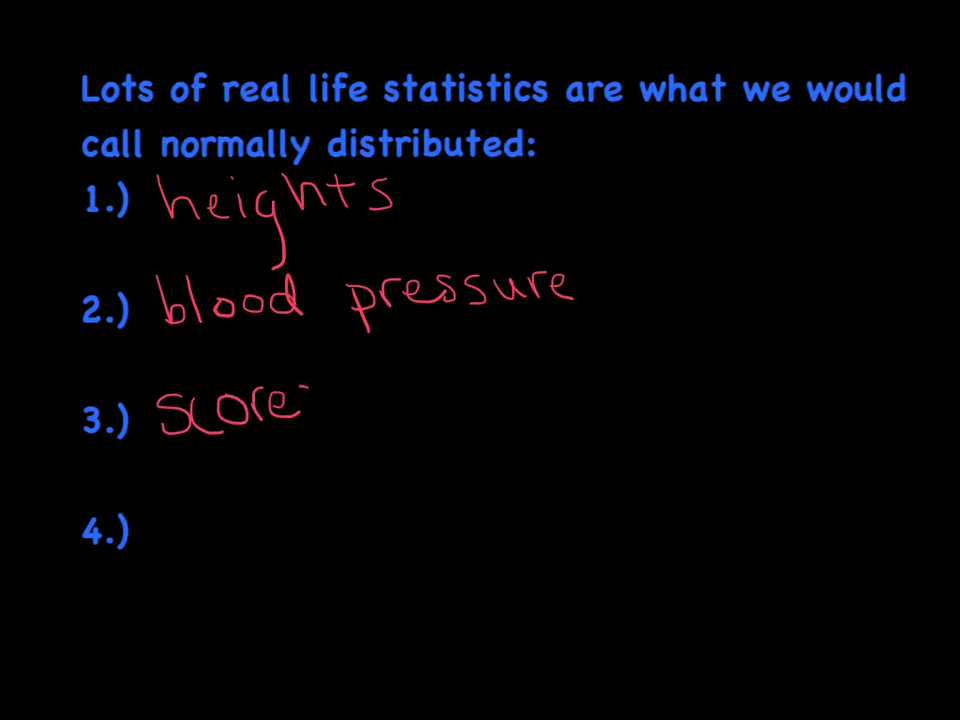 Lots of real life statistics are what we would
call normally distributed:
1.) heights
2.) blood pressure
3.) score
4.)